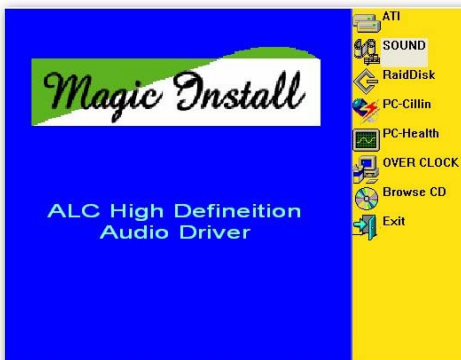 Magic Install
ALC High Defineition
Audio Driver
ATI
SOUND
RaidDisk
PC-Cillin
PC-Health
OVER CLOCK
Browse CD
Exit